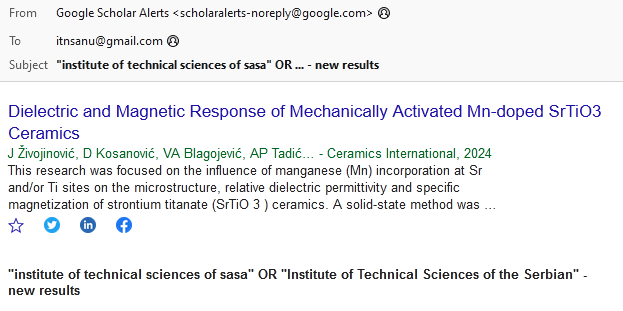 From Google Scholar Alerts <scholaralerts-noreply@google.com>
To itnsanu@gmail.com
Subject "institute of technical sciences of sasa" OR ... - new results
Dielectric and Magnetic Response of Mechanically Activated Mn-doped SrTiO3
Ceramics
J Živojinović, D Kosanović, VA Blagojević, AP Tadić… - Ceramics International, 2024
This research was focused on the influence of manganese (Mn) incorporation at Sr
and/or Ti sites on the microstructure, relative dielectric permittivity and specific
magnetization of strontium titanate (SrTiO 3 ) ceramics. A solid-state method was …
"institute of technical sciences of sasa" OR "Institute of Technical Sciences of the Serbian" -
new results